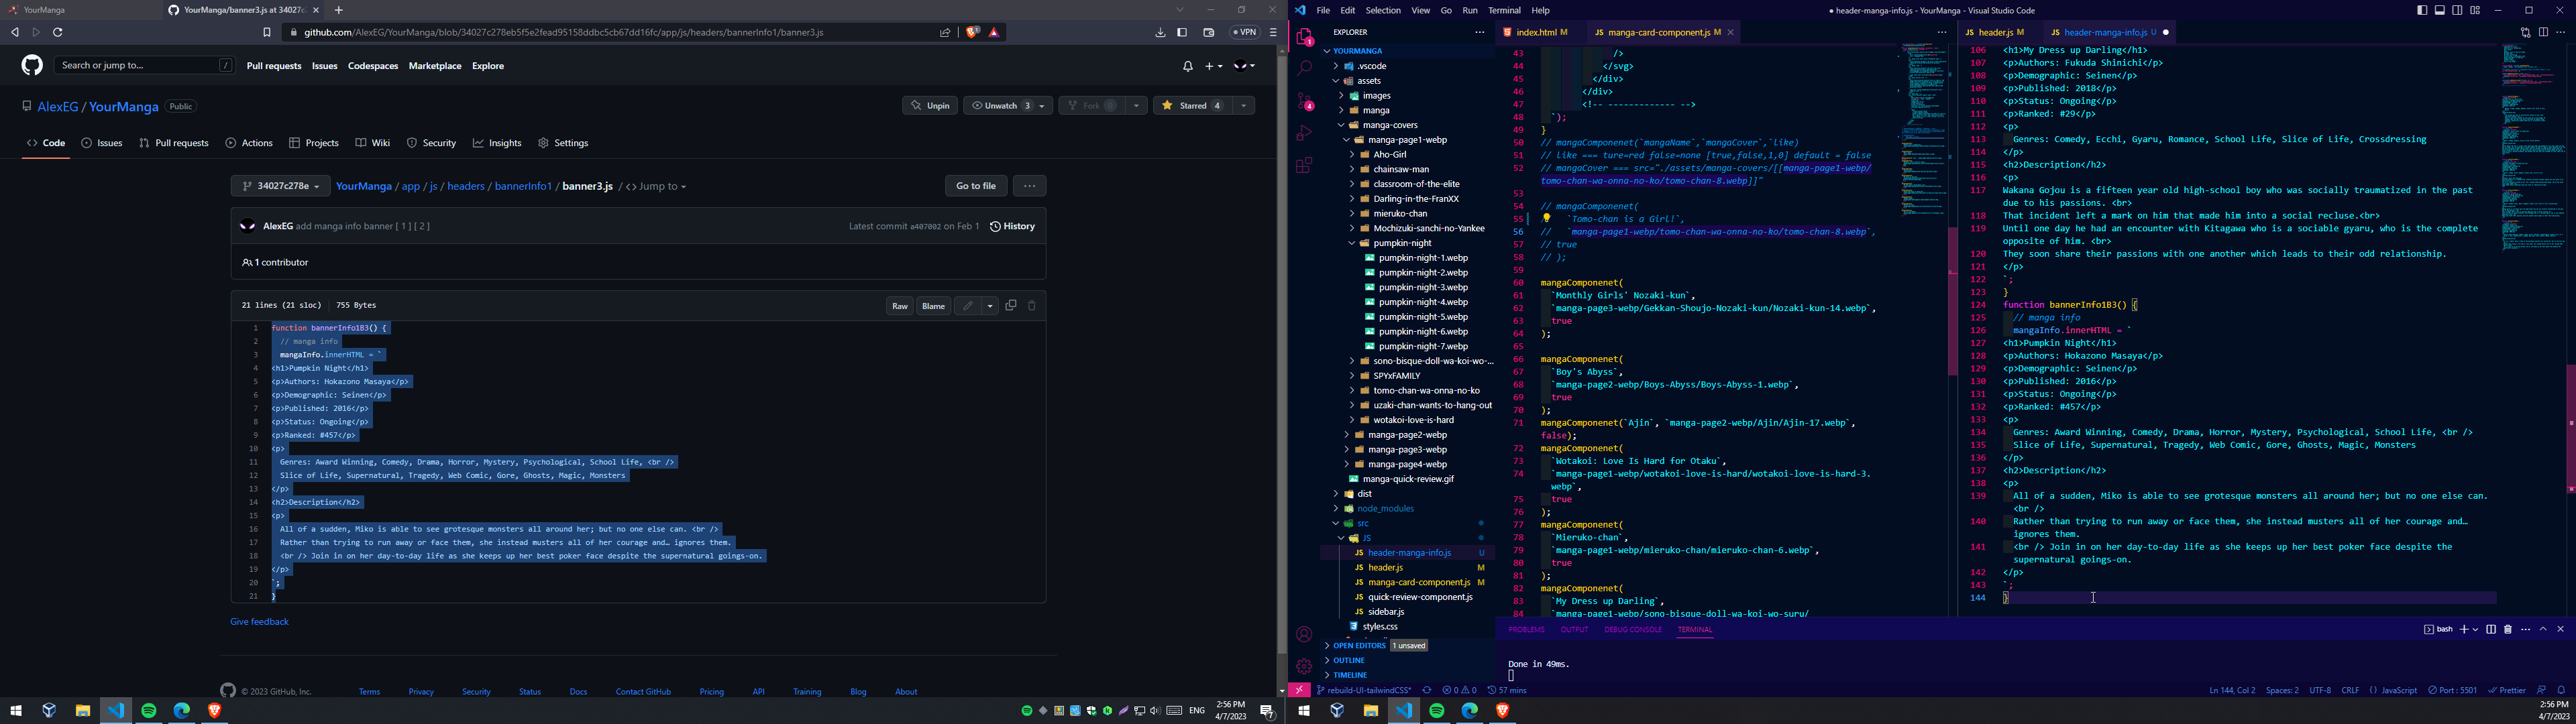 YourManga
YourManga/banner3.js at 34027c
github.com/AlexEG/YourManga/blob/34027c278eb5f5e2fead95158ddbc5cb67dd16fc/app/js/headers/bannerInfo1/banner3.js
VPN
Search or jump to...
/
Pull requests
Issues
Codespaces
Marketplace
Explore
AlexEG / YourManga
Public
Unpin
Unwatch 3
Fork 0
Starred 4
Code
Issues
Pull requests
Actions
Projects
Wiki
Security
Insights
Settings
34027c278e
YourManga / app / js / headers / bannerInfo1 / banner3.js / <> Jump to
Go to file
AlexEG add manga info banner [ 1 ] [ 2 ]
Latest commit a407002 on Feb 1
History
1 contributor
21 lines (21 sloc) 755 Bytes
Raw
Blame
1 function bannerInfo1B3() {
2 // manga info
3 mangaInfo.innerHTML = `
4 <h1>Pumpkin Night</h1>
5 <p>Authors: Hokazono Masaya</p>
6 <p>Demographic: Seinen</p>
7 <p>Published: 2016</p>
8 <p>Status: Ongoing</p>
9 <p>Ranked: #457</p>
10 <p>
11 Genres: Award Winning, Comedy, Drama, Horror, Mystery, Psychological, School Life, <br />
12 Slice of Life, Supernatural, Tragedy, Web Comic, Gore, Ghosts, Magic, Monsters
13 </p>
14 <h2>Description</h2>
15 <p>
16 All of a sudden, Miko is able to see grotesque monsters all around her; but no one else can. <br />
17 Rather than trying to run away or face them, she instead musters all of her courage and… ignores them.
18 <br /> Join in on her day-to-day life as she keeps up her best poker face despite the supernatural goings-on.
19 </p>
20 `;
21 }
Give feedback
© 2023 GitHub, Inc.
Terms
Privacy
Security
Status
Docs
Contact GitHub
Pricing
API
Training
Blog
About
ENG
2:56 PM
4/7/2023
7
File Edit Selection View Go Run Terminal Help
● header-manga-info.js - YourManga - Visual Studio Code
1
4
EXPLORER
YOURMANGA
.vscode
assets
images
manga
manga-covers
manga-page1-webp
Aho-Girl
chainsaw-man
classroom-of-the-elite
Darling-in-the-FranXX
mieruko-chan
Mochizuki-sanchi-no-Yankee
pumpkin-night
pumpkin-night-1.webp
pumpkin-night-2.webp
pumpkin-night-3.webp
pumpkin-night-4.webp
pumpkin-night-5.webp
pumpkin-night-6.webp
pumpkin-night-7.webp
sono-bisque-doll-wa-koi-wo-...
SPYxFAMILY
tomo-chan-wa-onna-no-ko
uzaki-chan-wants-to-hang-out
wotakoi-love-is-hard
manga-page2-webp
manga-page3-webp
manga-page4-webp
manga-quick-review.gif
dist
node_modules
src
JS
JS header-manga-info.js U
JS header.js M
JS manga-card-component.js M
JS quick-review-component.js
JS sidebar.js
styles.css
OPEN EDITORS 1 unsaved
OUTLINE
TIMELINE
index.html M
JS manga-card-component.js M
43 />
44 </svg>
45 </div>
46 </div>
47 <!-- ------------- -->
48 `);
49 }
50 // mangaComponenet(`mangaName`,`mangaCover`,`like)
51 // like === ture=red false=none [true,false,1,0] default = false
52 // mangaCover === src="./assets/manga-covers/[[manga-page1-webp/
tomo-chan-wa-onna-no-ko/tomo-chan-8.webp]]"
53
54 // mangaComponenet(
55 `Tomo-chan is a Girl!`,
56 // `manga-page1-webp/tomo-chan-wa-onna-no-ko/tomo-chan-8.webp`,
57 // true
58 // );
59
60 mangaComponenet(
61 `Monthly Girls' Nozaki-kun`,
62 `manga-page3-webp/Gekkan-Shoujo-Nozaki-kun/Nozaki-kun-14.webp`,
63 true
64 );
65
66 mangaComponenet(
67 `Boy's Abyss`,
68 `manga-page2-webp/Boys-Abyss/Boys-Abyss-1.webp`,
69 true
70 );
71 mangaComponenet(`Ajin`, `manga-page2-webp/Ajin/Ajin-17.webp`,
false);
72 mangaComponenet(
73 `Wotakoi: Love Is Hard for Otaku`,
74 `manga-page1-webp/wotakoi-love-is-hard/wotakoi-love-is-hard-3.
webp`,
75 true
76 );
77 mangaComponenet(
78 `Mieruko-chan`,
79 `manga-page1-webp/mieruko-chan/mieruko-chan-6.webp`,
80 true
81 );
82 mangaComponenet(
83 `My Dress up Darling`,
84 `manga-page1-webp/sono-bisque-doll-wa-koi-wo-suru/
JS header.js M
JS header-manga-info.js U ●
106 <h1>My Dress up Darling</h1>
107 <p>Authors: Fukuda Shinichi</p>
108 <p>Demographic: Seinen</p>
109 <p>Published: 2018</p>
110 <p>Status: Ongoing</p>
111 <p>Ranked: #29</p>
112 <p>
113 Genres: Comedy, Ecchi, Gyaru, Romance, School Life, Slice of Life, Crossdressing
114 </p>
115 <h2>Description</h2>
116 <p>
117 Wakana Gojou is a fifteen year old high-school boy who was socially traumatized in the past
due to his passions. <br>
118 That incident left a mark on him that made him into a social recluse.<br>
119 Until one day he had an encounter with Kitagawa who is a sociable gyaru, who is the complete
opposite of him. <br>
120 They soon share their passions with one another which leads to their odd relationship.
121 </p>
122 `;
123 }
124 function bannerInfo1B3() {
125 // manga info
126 mangaInfo.innerHTML = `
127 <h1>Pumpkin Night</h1>
128 <p>Authors: Hokazono Masaya</p>
129 <p>Demographic: Seinen</p>
130 <p>Published: 2016</p>
131 <p>Status: Ongoing</p>
132 <p>Ranked: #457</p>
133 <p>
134 Genres: Award Winning, Comedy, Drama, Horror, Mystery, Psychological, School Life, <br />
135 Slice of Life, Supernatural, Tragedy, Web Comic, Gore, Ghosts, Magic, Monsters
136 </p>
137 <h2>Description</h2>
138 <p>
139 All of a sudden, Miko is able to see grotesque monsters all around her; but no one else can.
<br />
140 Rather than trying to run away or face them, she instead musters all of her courage and…
ignores them.
141 <br /> Join in on her day-to-day life as she keeps up her best poker face despite the
supernatural goings-on.
142 </p>
143 `;
144 }
PROBLEMS OUTPUT DEBUG CONSOLE TERMINAL
bash
Done in 49ms.
rebuild-UI-tailwindCSS*
0 0
57 mins
Ln 144, Col 2
Spaces: 2
UTF-8
CRLF
JavaScript
Port : 5501
Prettier
2:56 PM
4/7/2023